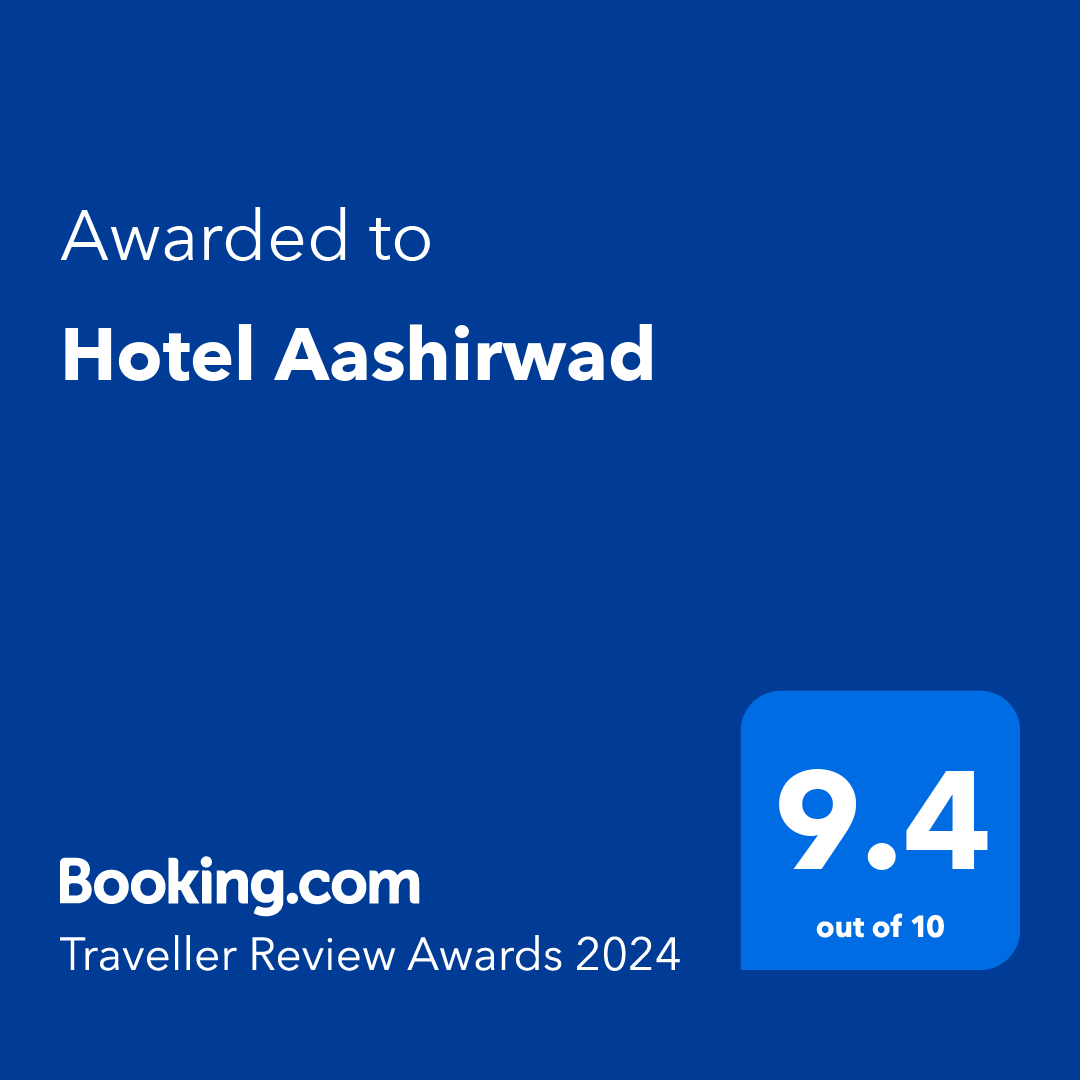 Awarded to
Hotel Aashirwad
9.4
out of 10
Booking.com
Traveller Review Awards 2024